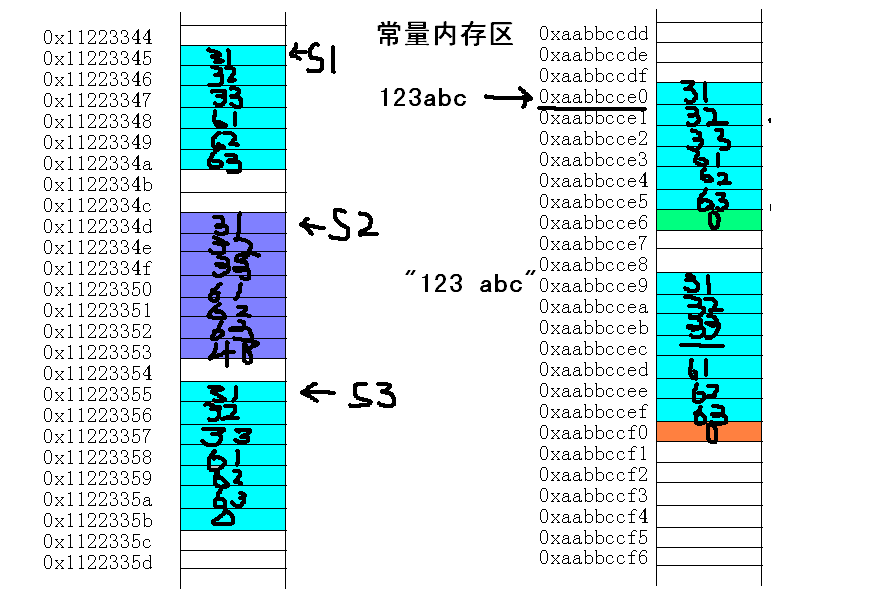 常量内存区
0x11223344
0x11223345 31 ←S1
0x11223346 32
0x11223347 33
0x11223348 61
0x11223349 62
0x1122334a 63
0x1122334b
0x1122334c
0x1122334d 31 ←S2
0x1122334e 32
0x1122334f 33
0x11223350 61
0x11223351 62
0x11223352 63
0x11223353 48
0x11223354
0x11223355 31 ← S3
0x11223356 32
0x11223357 33
0x11223358 61
0x11223359 62
0x1122335a 63
0x1122335b 0
0x1122335c
0x1122335d
0xaabbccdd
0xaabbccde
0xaabbccdf
123abc → 0xaabbcce0 31
0xaabbcce1 32
0xaabbcce2 33
0xaabbcce3 61
0xaabbcce4 62
0xaabbcce5 63
0xaabbcce6 0
0xaabbcce7
0xaabbcce8
"123 abc" 0xaabbcce9 31
0xaabbccea 32
0xaabbcceb 33
0xaabbccec
0xaabbcced 61
0xaabbccee 62
0xaabbccef 63
0xaabbccf0 0
0xaabbccf1
0xaabbccf2
0xaabbccf3
0xaabbccf4
0xaabbccf5
0xaabbccf6